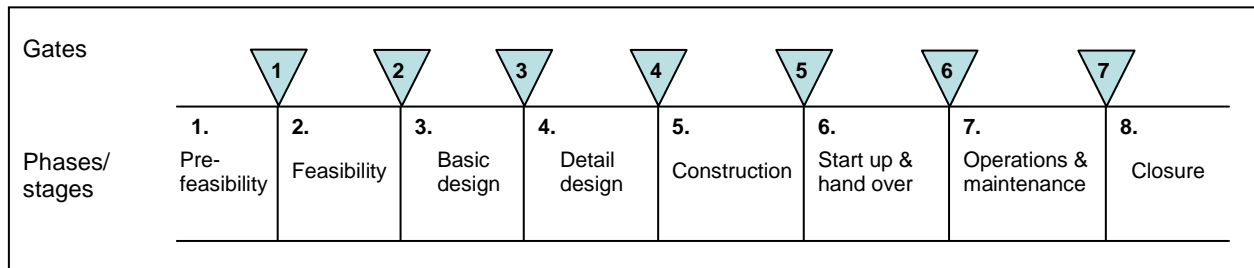 Gates
1 2 3 4 5 6 7
1. 2. 3. 4. 5. 6. 7. 8.
Phases/
stages
Pre-
feasibility
Feasibility
Basic
design
Detail
design
Construction
Start up &
hand over
Operations &
maintenance
Closure